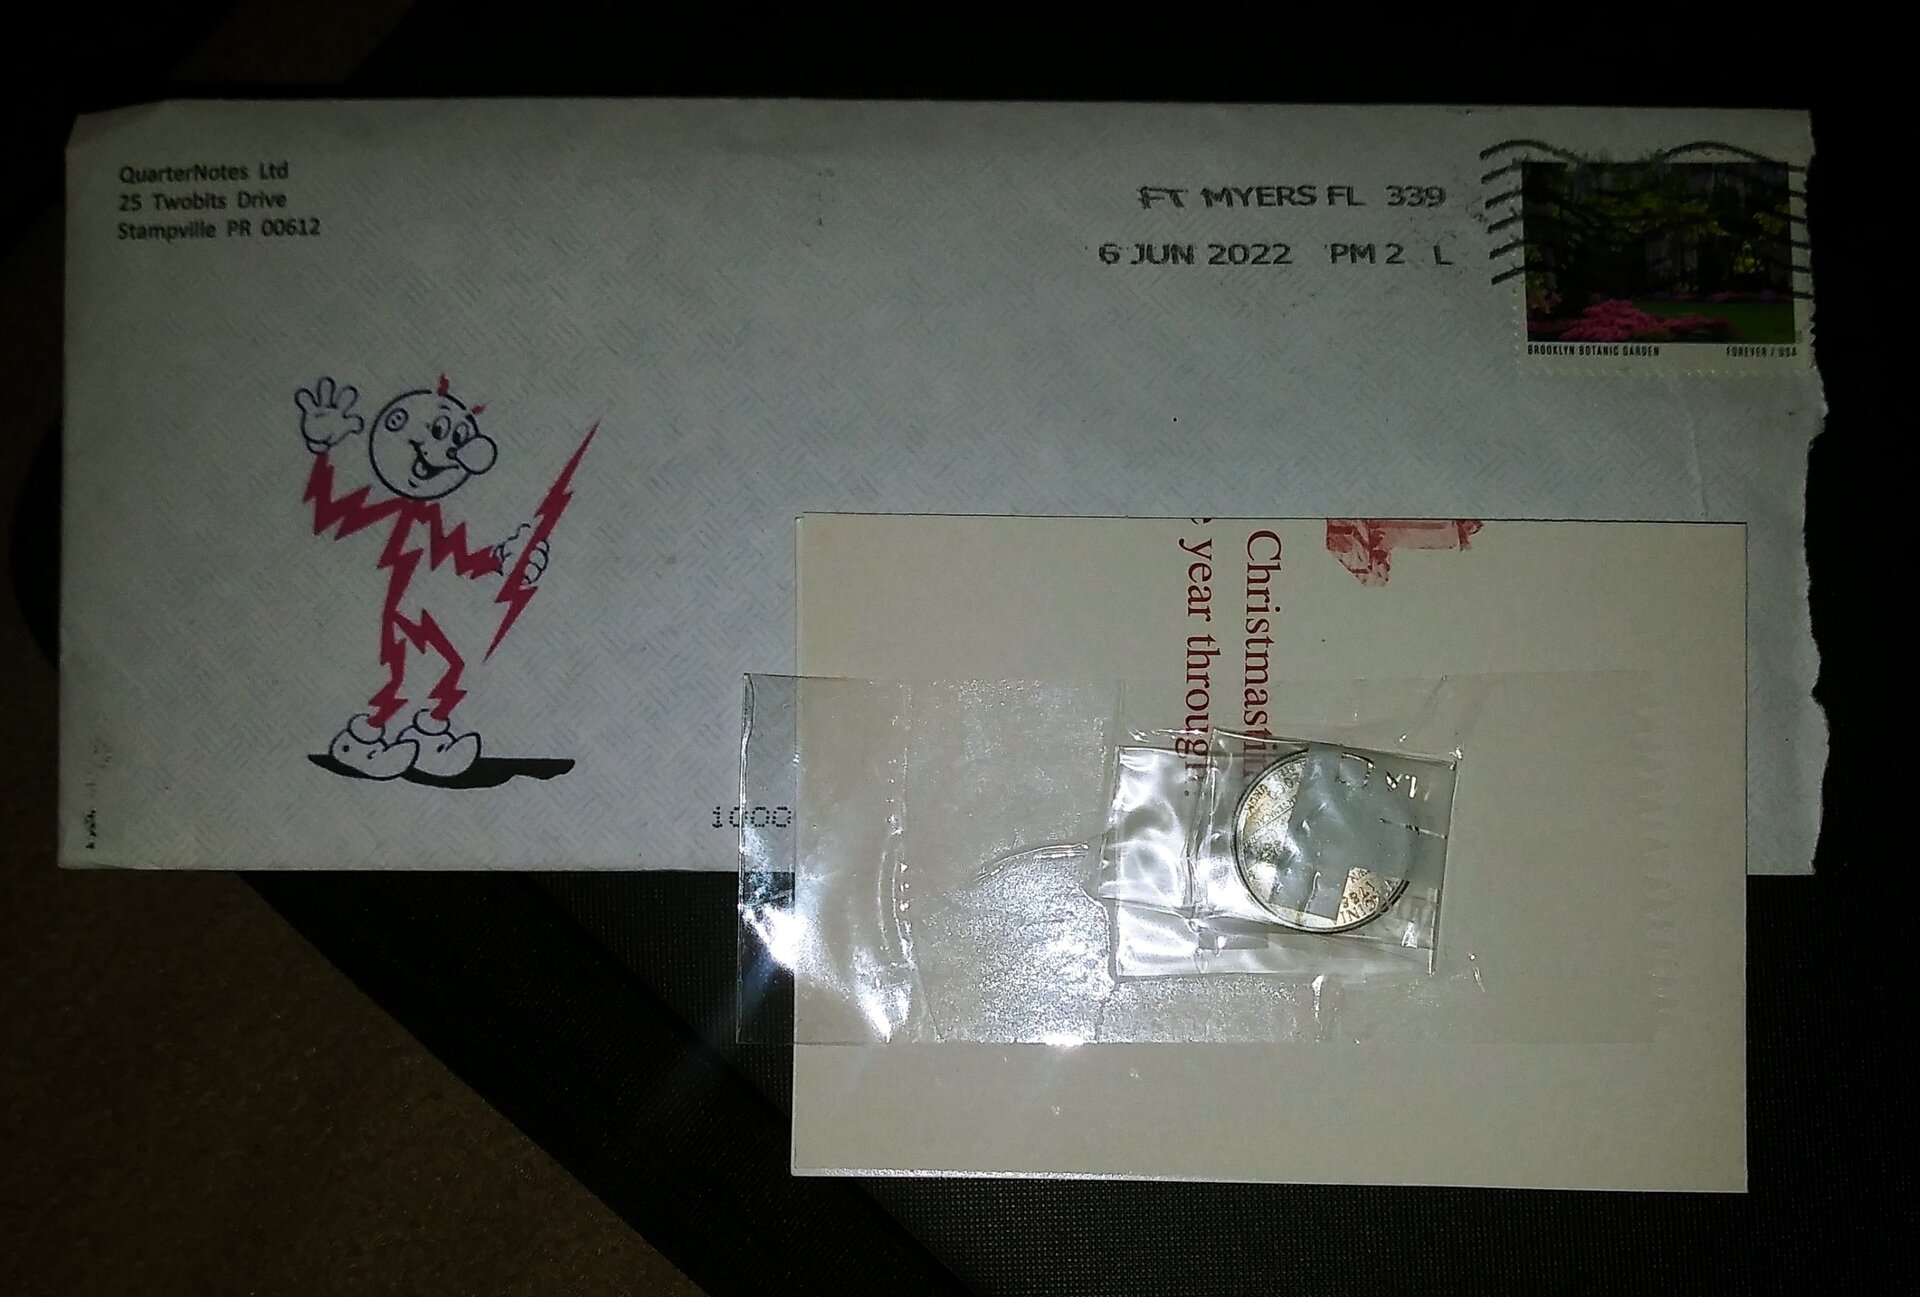 QuarterNotes Ltd
25 Twobits Drive
Stampville PR 00612
FT MYERS FL 339
6 JUN 2022 PM 2 L
BROOKLYN BOTANIC GARDEN
FOREVER / USA
1000
Christmas
year through.